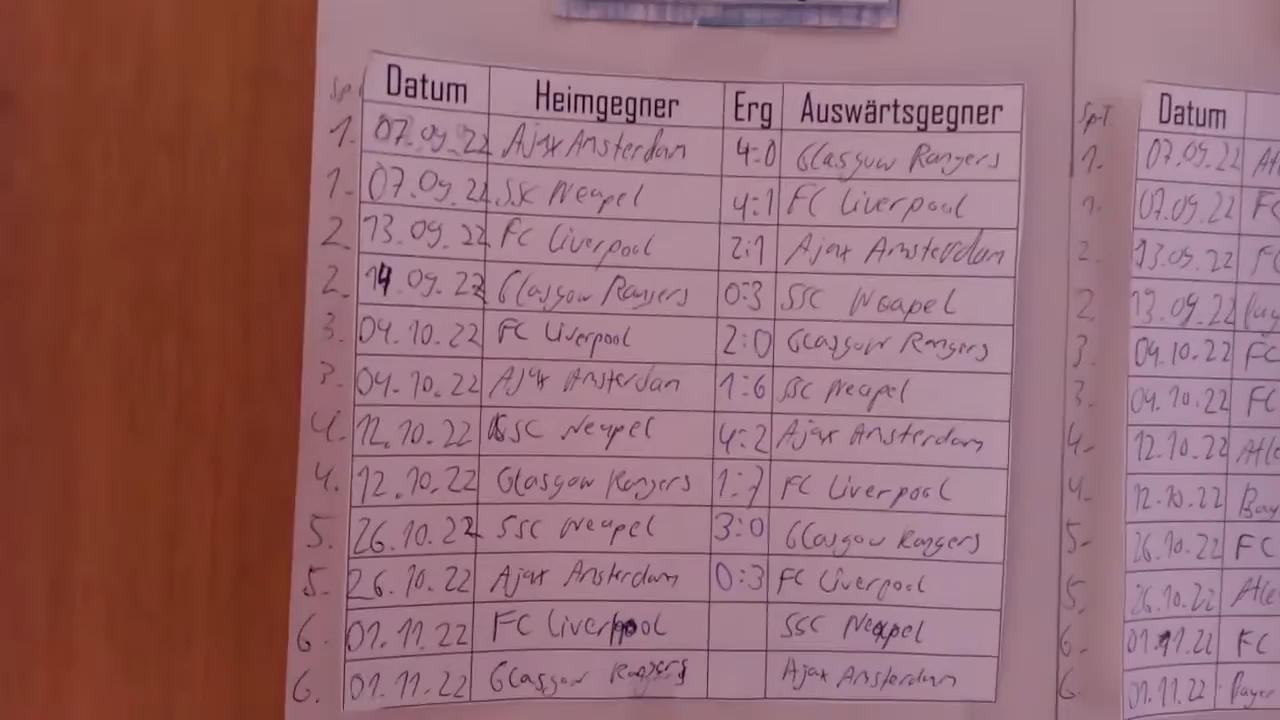 Sp.
Datum Heimgegner Erg Auswärtsgegner
1. 07.09.22 Ajax Amsterdam 4:0 Glasgow Rangers
1. 07.09.22 SSC Neapel 4:1 FC Liverpool
2. 13.09.22 FC Liverpool 2:1 Ajax Amsterdam
2. 14.09.22 Glasgow Rangers 0:3 SSC Neapel
3. 04.10.22 FC Liverpool 2:0 Glasgow Rangers
3. 04.10.22 Ajax Amsterdam 1:6 SSC Neapel
4. 12.10.22 SSC Neapel 4:2 Ajax Amsterdam
4. 12.10.22 Glasgow Rangers 1:7 FC Liverpool
5. 26.10.22 SSC Neapel 3:0 Glasgow Rangers
5. 26.10.22 Ajax Amsterdam 0:3 FC Liverpool
6. 01.11.22 FC Liverpool SSC Neapel
6. 01.11.22 Glasgow Rangers Ajax Amsterdam
Sp.T. Datum
1. 07.09.22
1. 07.09.22 FC
2. 13.09.22
2. 13.09.22
3. 04.10.22 FC
3. 04.10.22 FC
4. 12.10.22 Atle
4. 12.10.22 Bay
5. 26.10.22 FC
5. 26.10.22 Atle
6. 01.11.22 FC
6. 01.11.22 Bayer